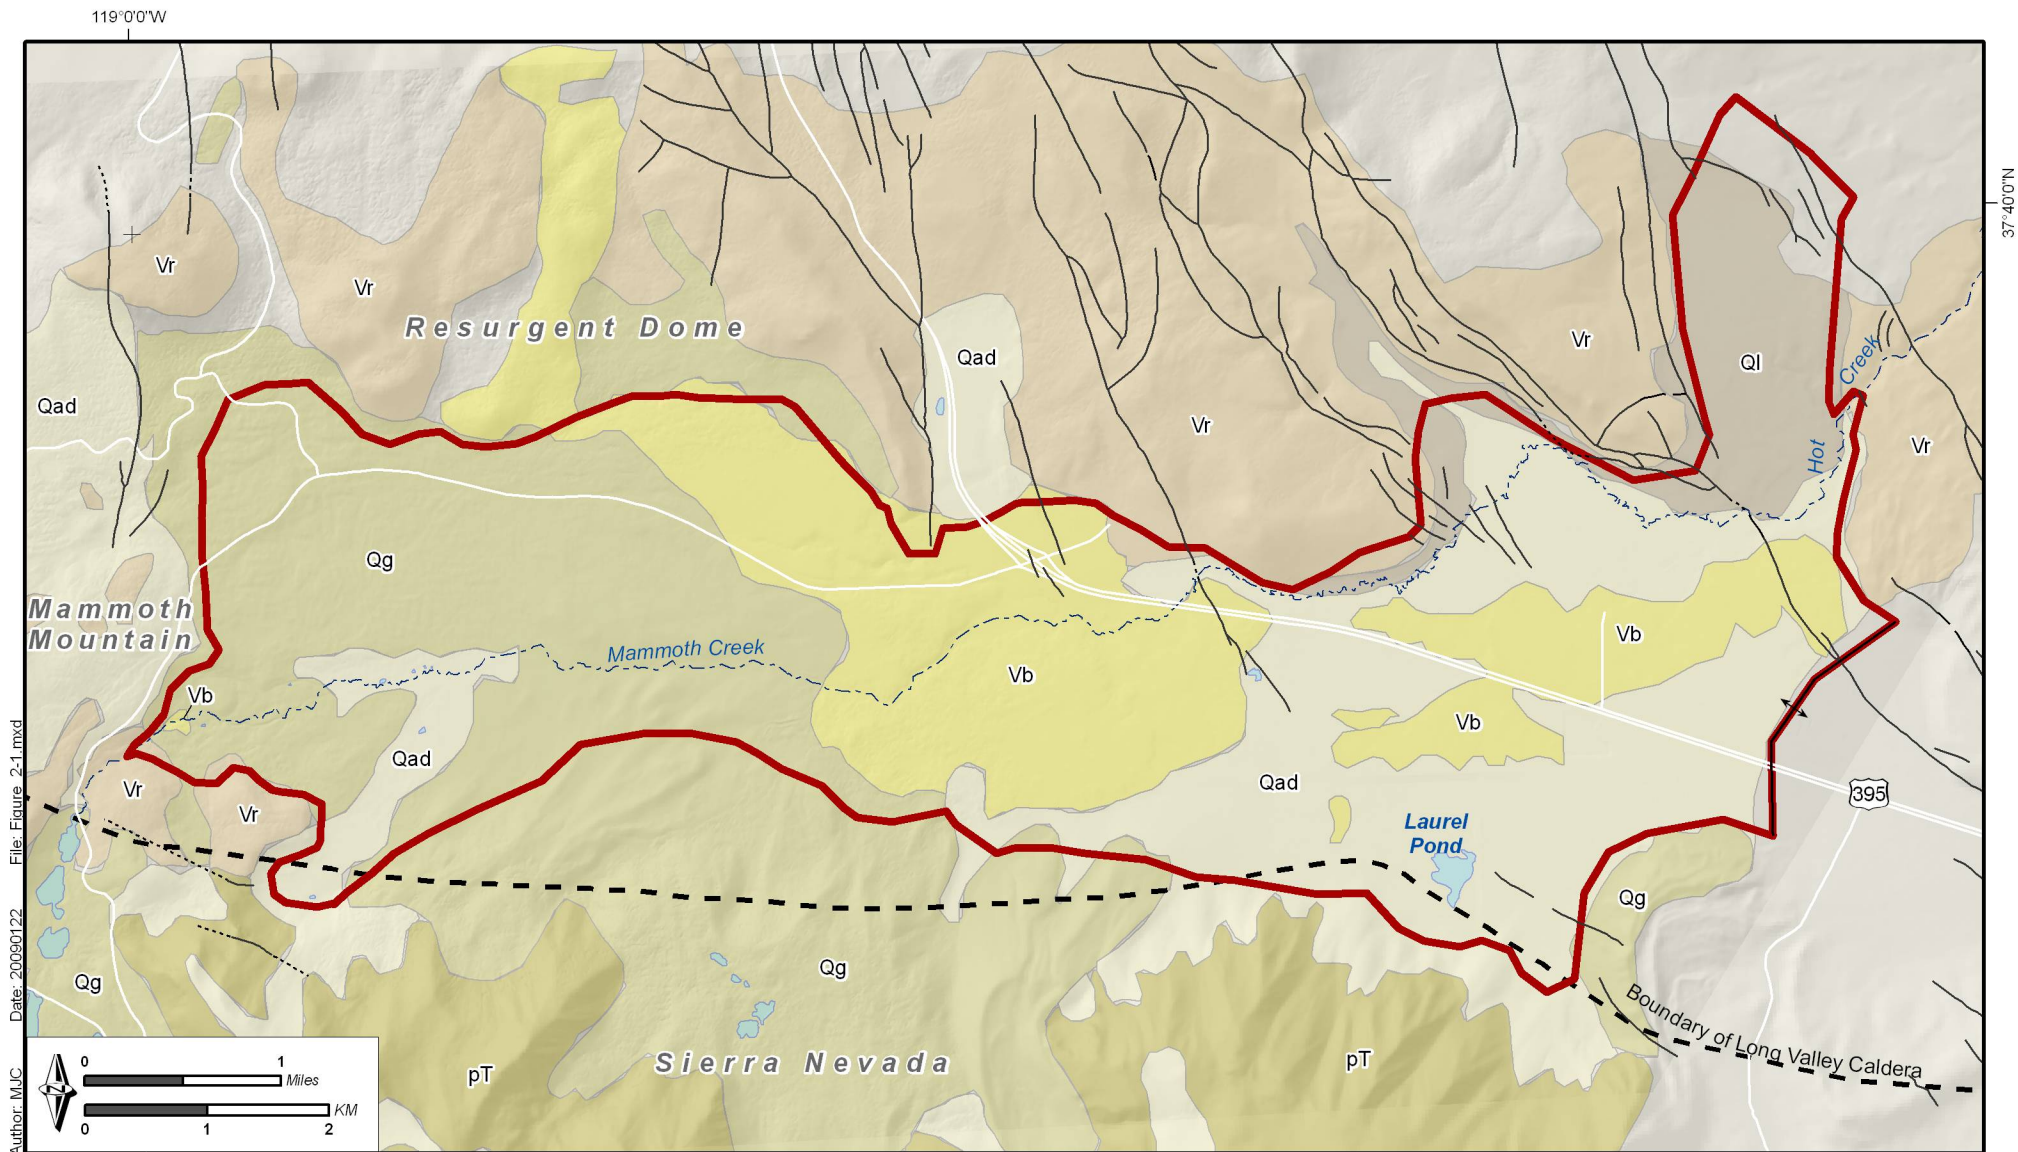 119°0'0"W
37°40'0"N
Vr
Vr
Resurgent Dome
Qad
Vr
Ql
Creek
Qad
Vr
Hot
Vr
Qg
Mammoth
Mountain
Mammoth Creek
Vb
Vb
Vb
Vb
Qad
Qad
Vr
Vr
395
Laurel
Pond
Qg
Qg
Qg
Boundary of Long Valley Caldera
Sierra Nevada
pT
pT
0 1
Miles
N
KM
0 1 2
Author: MJC Date: 20090122 File: Figure 2-1.mxd